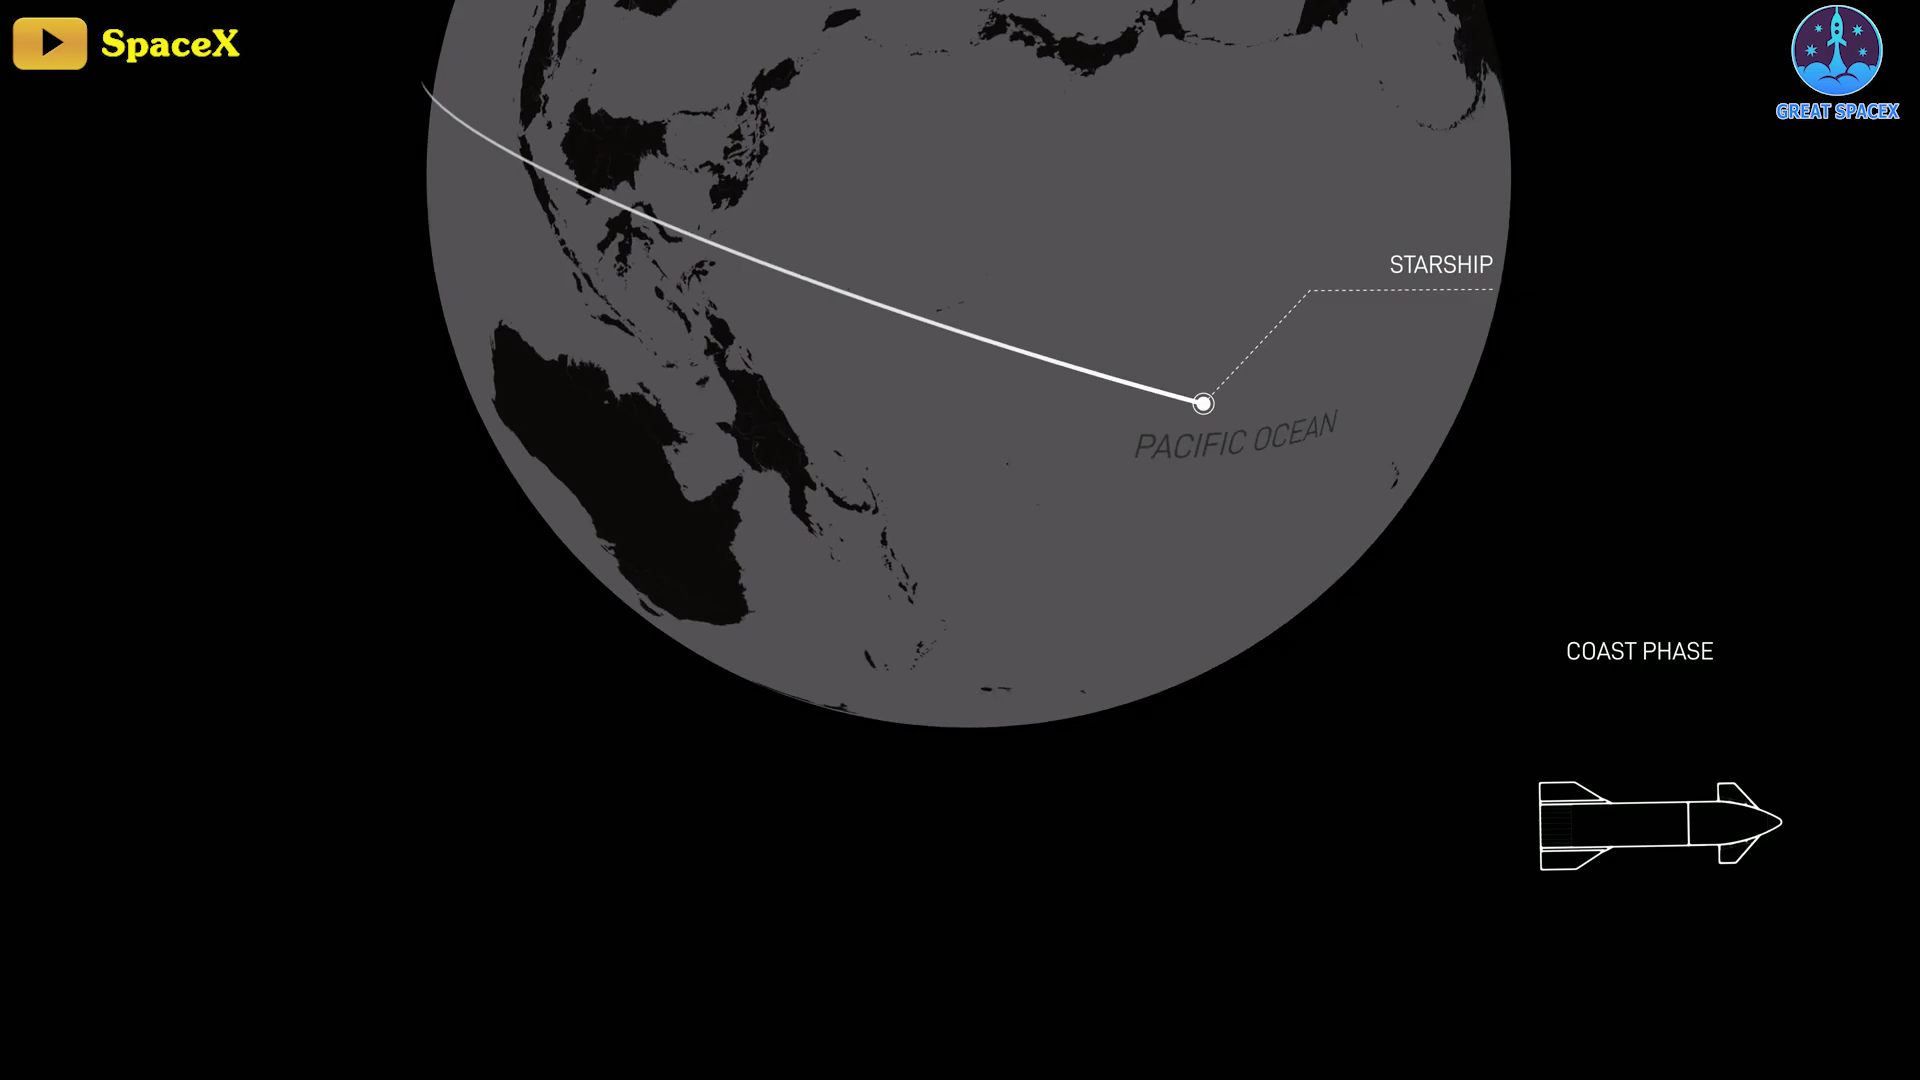 SpaceX
GREAT SPACEX
STARSHIP
PACIFIC OCEAN
COAST PHASE